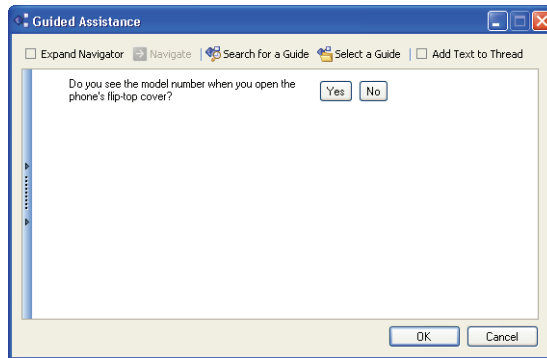 Guided Assistance
Expand Navigator Navigate Search for a Guide Select a Guide Add Text to Thread
Do you see the model number when you open the
phone's flip-top cover?
Yes No
OK Cancel